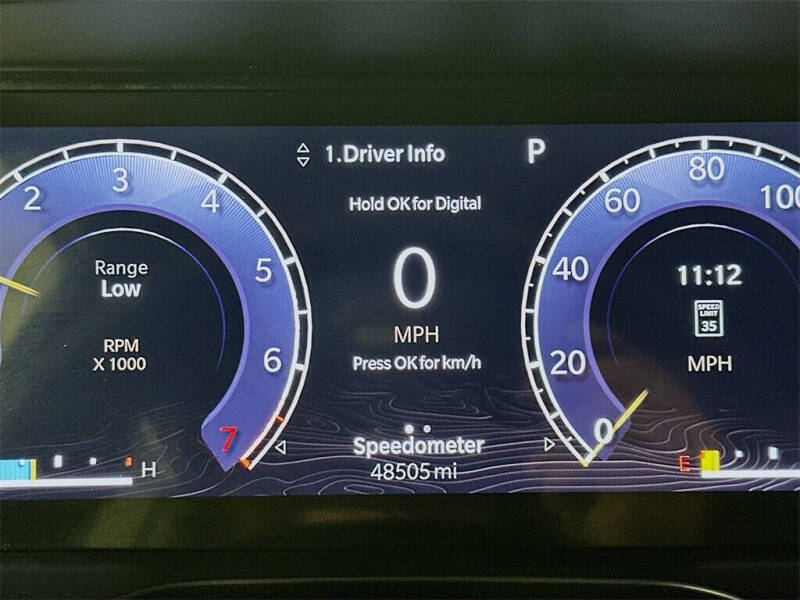 1.Driver Info
P
Hold OK for Digital
0
MPH
Press OK for km/h
Speedometer
48505 mi
2
3
4
5
6
7
Range
Low
RPM
X 1000
H
0
20
40
60
80
100
11:12
SPEED
LIMIT
35
MPH
E